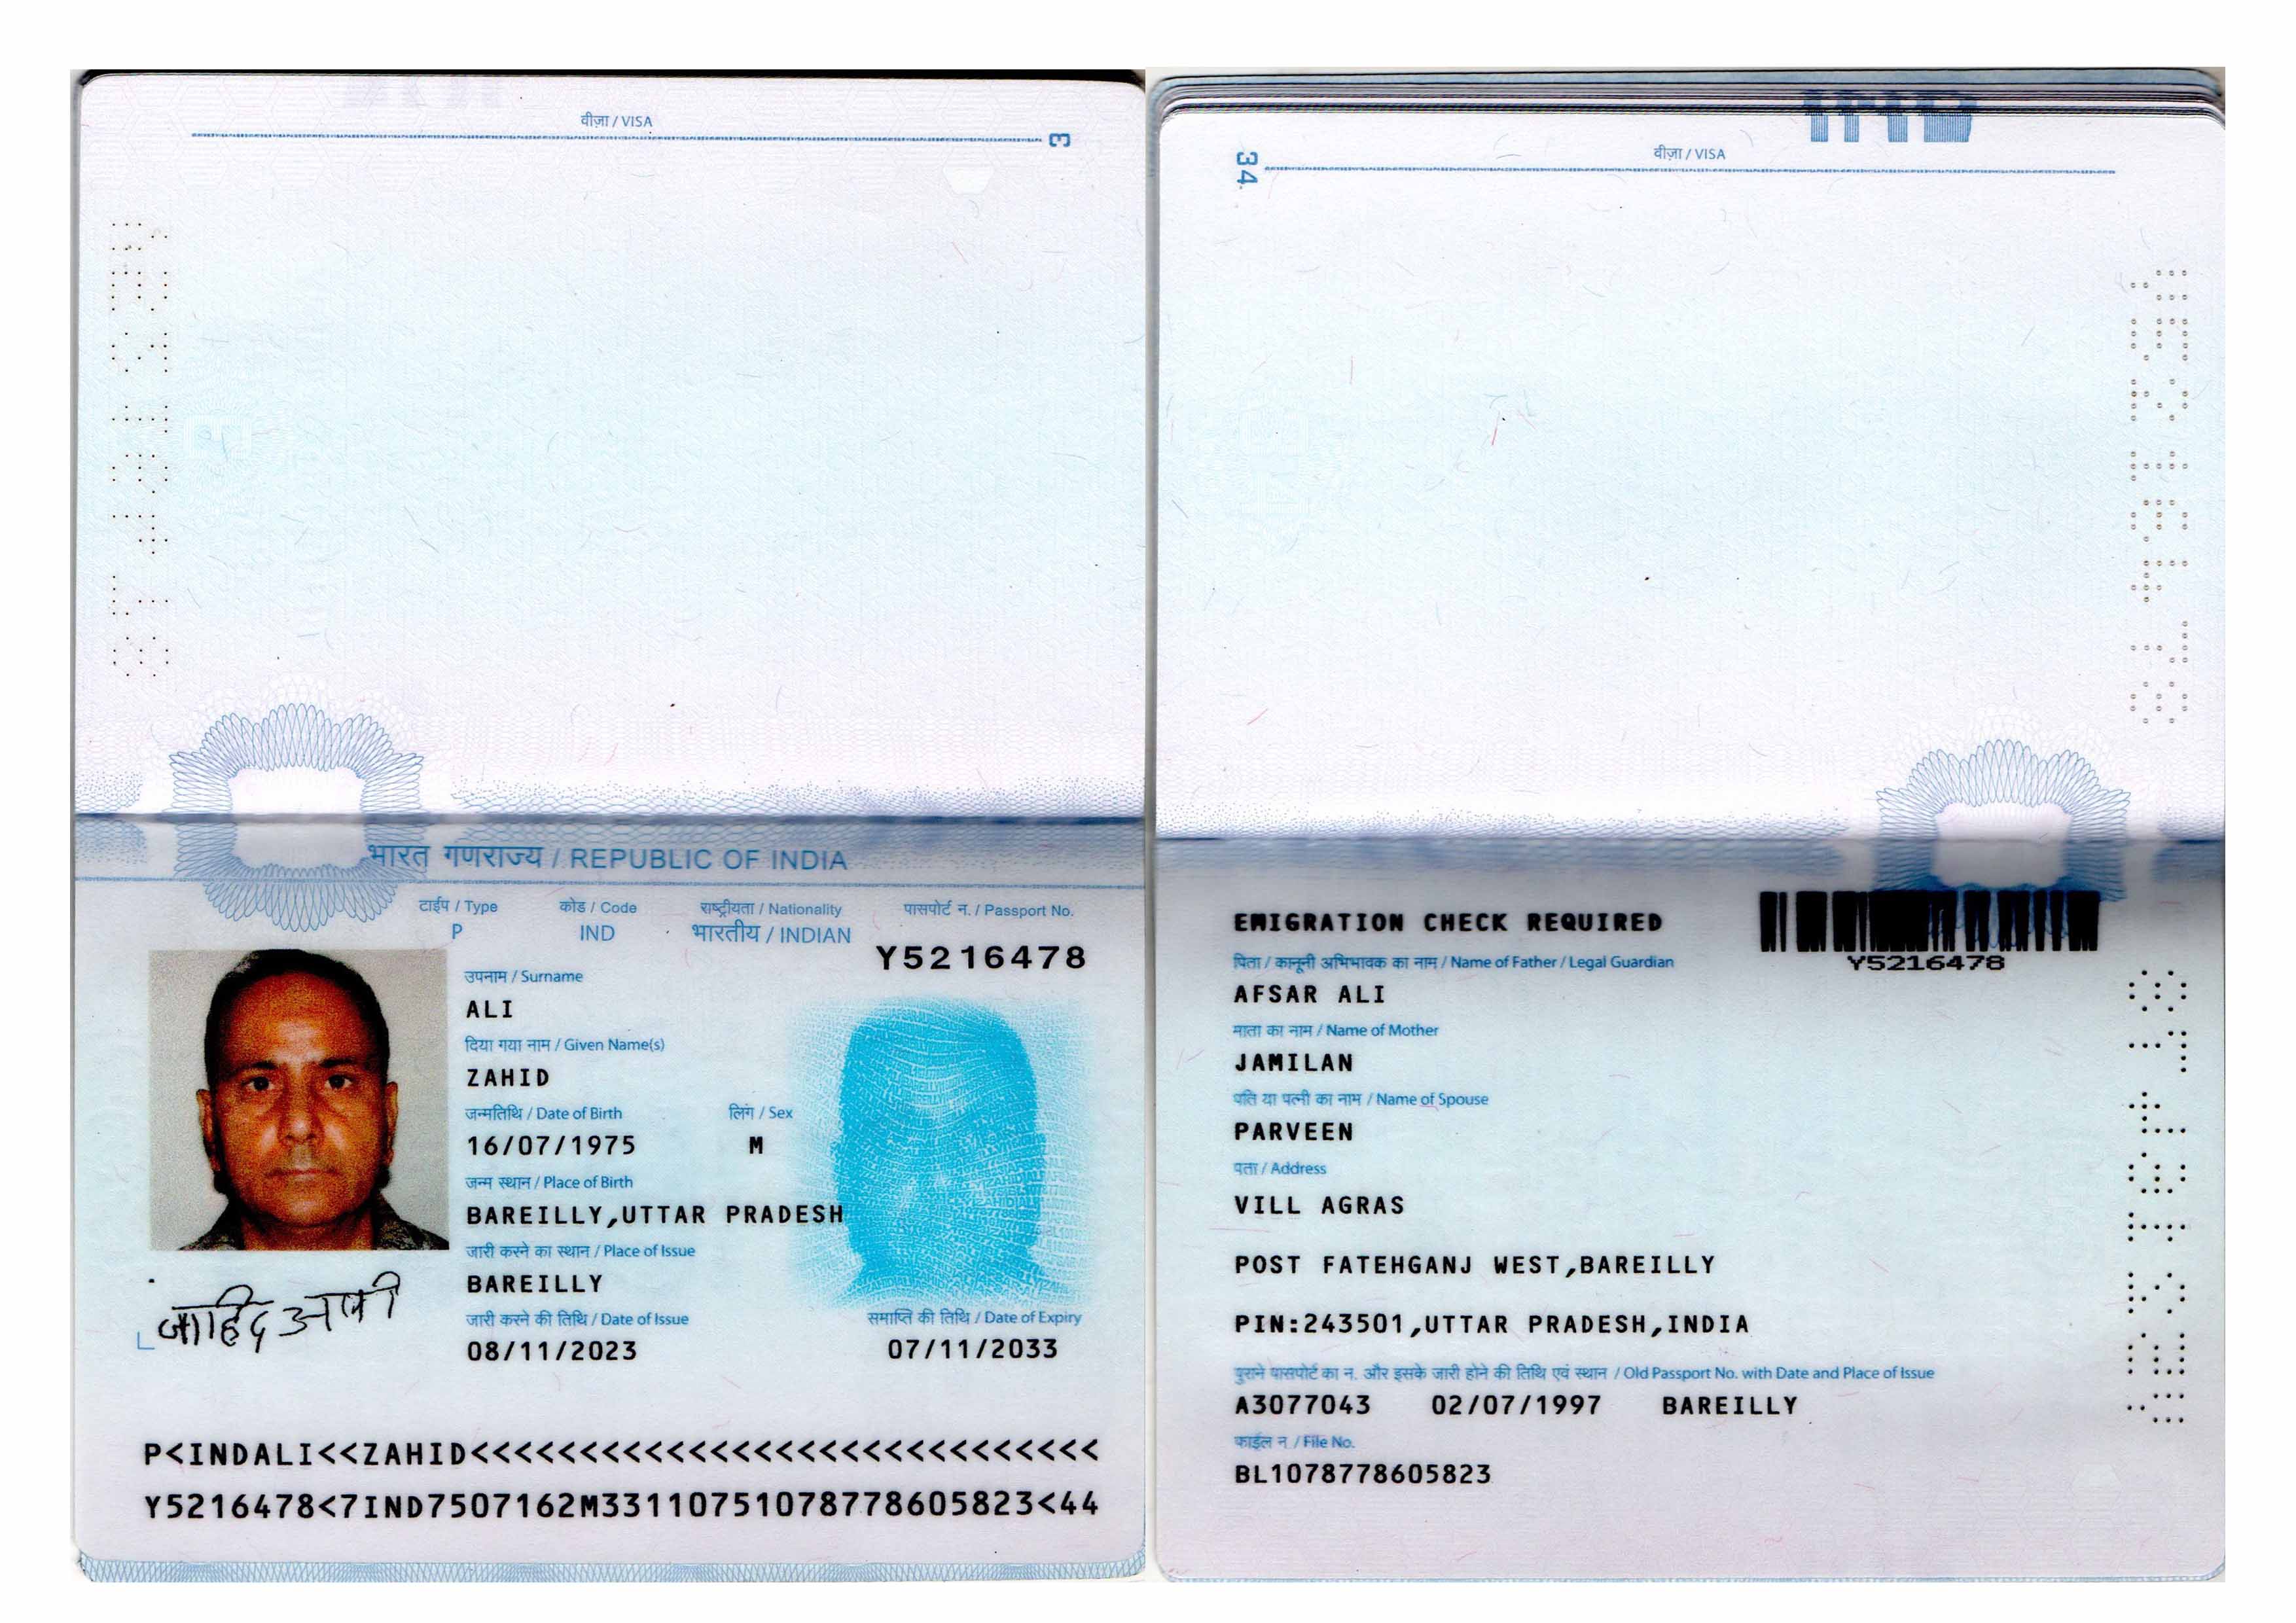 वीज़ा / VISA
3
भारत गणराज्य / REPUBLIC OF INDIA
टाईप / Type
कोड / Code
राष्ट्रीयता / Nationality
पासपोर्ट न. / Passport No.
P
IND
भारतीय / INDIAN
Y5216478
उपनाम / Surname
ALI
दिया गया नाम / Given Name(s)
ZAHID
जन्मतिथि / Date of Birth
लिंग / Sex
16/07/1975
M
जन्म स्थान / Place of Birth
BAREILLY,UTTAR PRADESH
जारी करने का स्थान / Place of Issue
BAREILLY
जारी करने की तिथि / Date of Issue
समाप्ति की तिथि / Date of Expiry
08/11/2023
07/11/2033
जाहिद अली
P<INDALI<<ZAHID<<<<<<<<<<<<<<<<<<<<<<<<<<<<<
Y5216478<7IND7507162M33110751078778605823<44
34
वीज़ा / VISA
EMIGRATION CHECK REQUIRED
Y5216478
पिता / कानूनी अभिभावक का नाम / Name of Father / Legal Guardian
AFSAR ALI
माता का नाम / Name of Mother
JAMILAN
पति या पत्नी का नाम / Name of Spouse
PARVEEN
पता / Address
VILL AGRAS
POST FATEHGANJ WEST,BAREILLY
PIN:243501,UTTAR PRADESH,INDIA
पुराने पासपोर्ट का न. और इसके जारी होने की तिथि एवं स्थान / Old Passport No. with Date and Place of Issue
A3077043 02/07/1997 BAREILLY
फाईल न / File No.
BL1078778605823